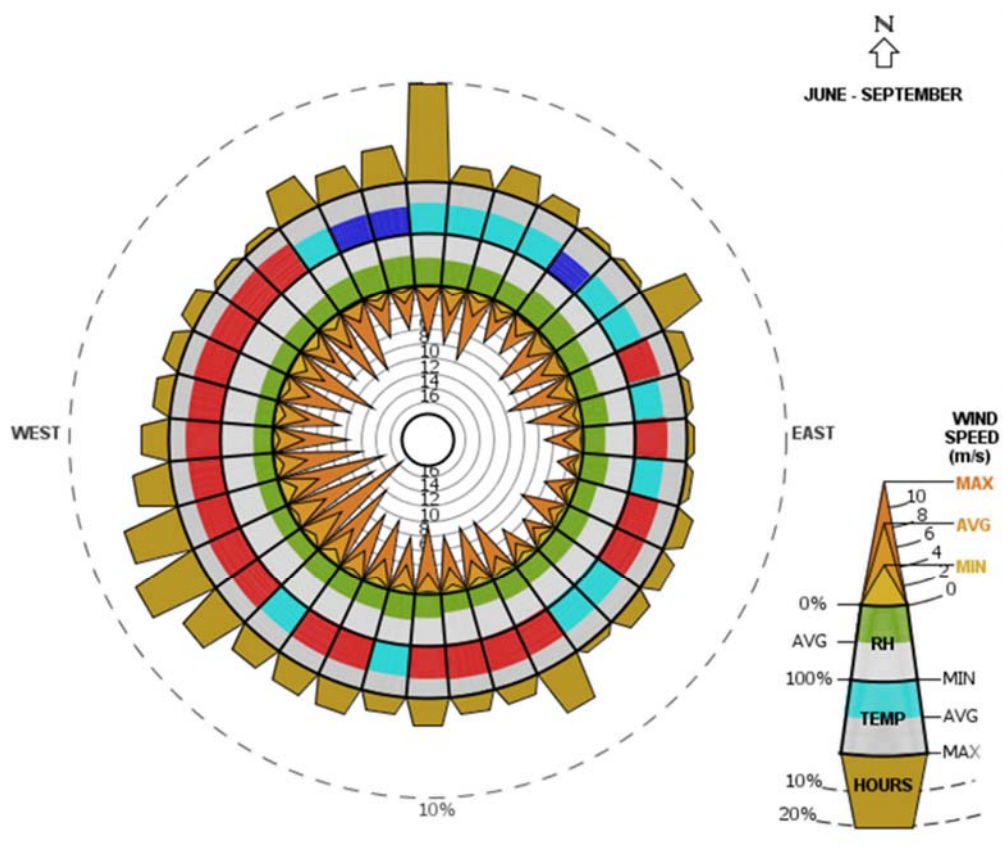 N
JUNE - SEPTEMBER
8
10
12
14
16
WEST
EAST
16
14
12
10
8
10%
WIND
SPEED
(m/s)
MAX
AVG
MIN
10
8
6
4
2
0
0%
AVG
100%
RH
TEMP
MIN
AVG
MAX
HOURS
10%
20%